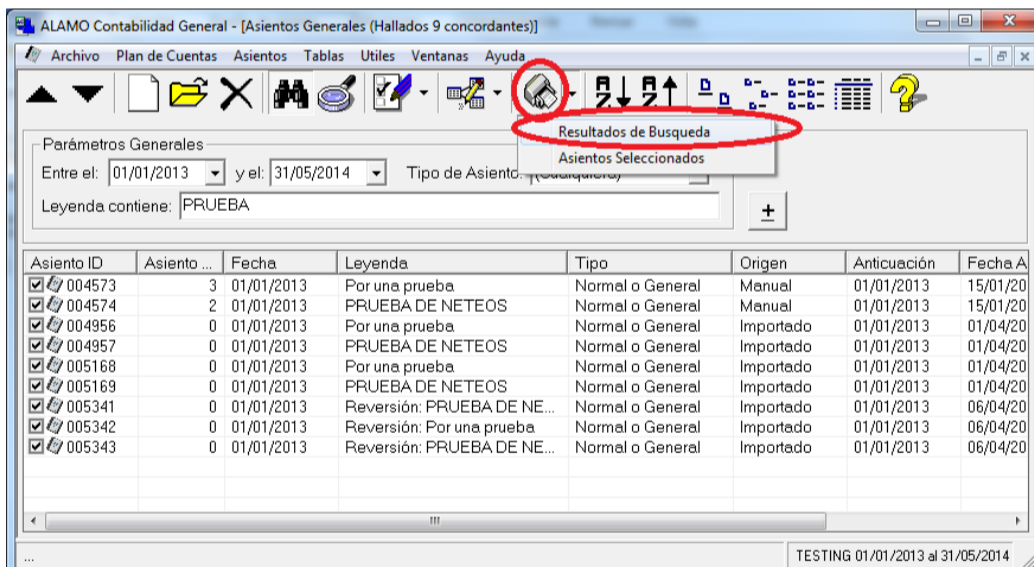 ALAMO Contabilidad General - [Asientos Generales (Hallados 9 concordantes)]
Archivo Plan de Cuentas Asientos Tablas Utiles Ventanas Ayuda
Resultados de Busqueda
Asientos Seleccionados
Parámetros Generales
Entre el: 01/01/2013 y el: 31/05/2014 Tipo de Asiento: (Cualquiera)
Leyenda contiene: PRUEBA
±
Asiento ID Asiento ... Fecha Leyenda Tipo Origen Anticuación Fecha A
004573 3 01/01/2013 Por una prueba Normal o General Manual 01/01/2013 15/01/20
004574 2 01/01/2013 PRUEBA DE NETEOS Normal o General Manual 01/01/2013 15/01/20
004956 0 01/01/2013 Por una prueba Normal o General Importado 01/01/2013 01/04/20
004957 0 01/01/2013 PRUEBA DE NETEOS Normal o General Importado 01/01/2013 01/04/20
005168 0 01/01/2013 Por una prueba Normal o General Importado 01/01/2013 01/04/20
005169 0 01/01/2013 PRUEBA DE NETEOS Normal o General Importado 01/01/2013 01/04/20
005341 0 01/01/2013 Reversión: PRUEBA DE NE... Normal o General Importado 01/01/2013 06/04/20
005342 0 01/01/2013 Reversión: Por una prueba Normal o General Importado 01/01/2013 06/04/20
005343 0 01/01/2013 Reversión: PRUEBA DE NE... Normal o General Importado 01/01/2013 06/04/20
... TESTING 01/01/2013 al 31/05/2014